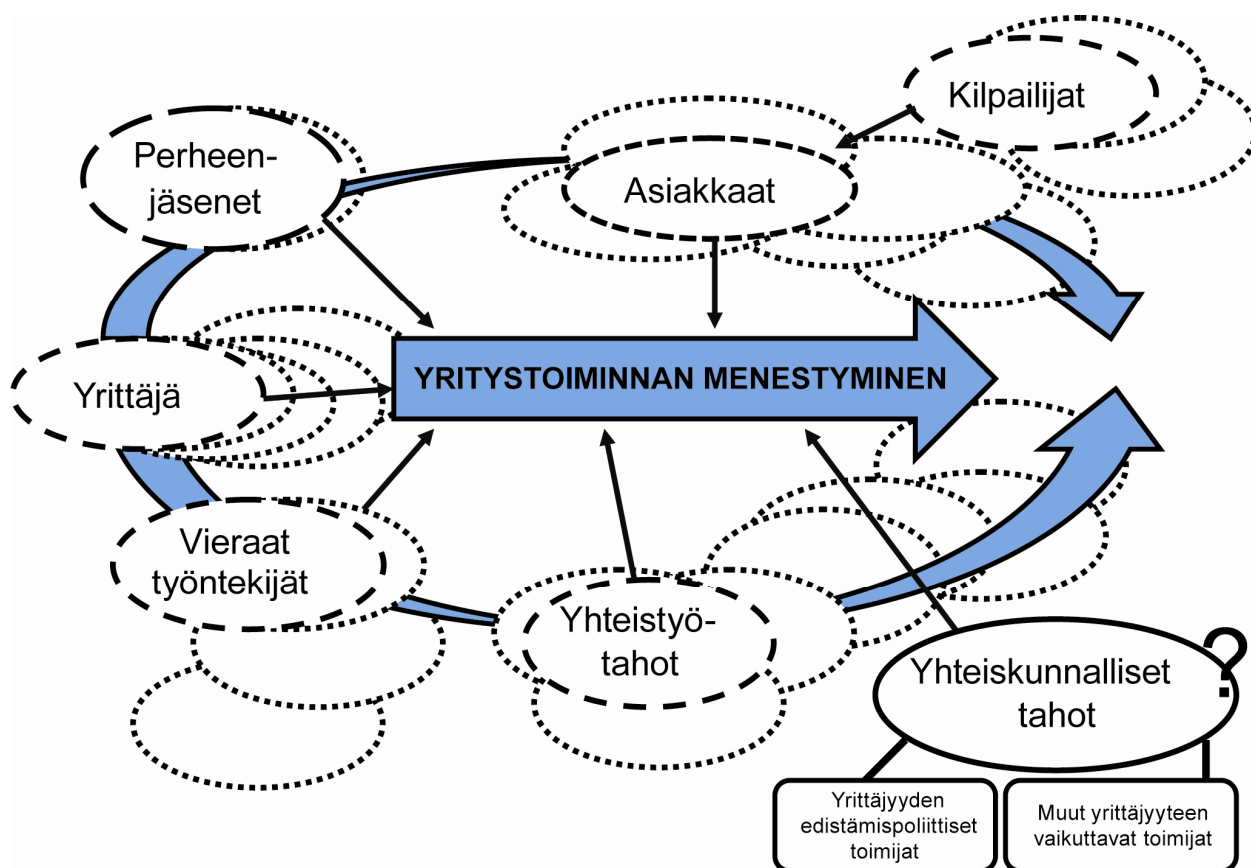 Kilpailijat
Perheen-
jäsenet
Asiakkaat
YRITYSTOIMINNAN MENESTYMINEN
Yrittäjä
Vieraat
työntekijät
Yhteistyö-
tahot
?
Yhteiskunnalliset
tahot
Yrittäjyyden
edistämispoliittiset
toimijat
Muut yrittäjyyteen
vaikuttavat toimijat